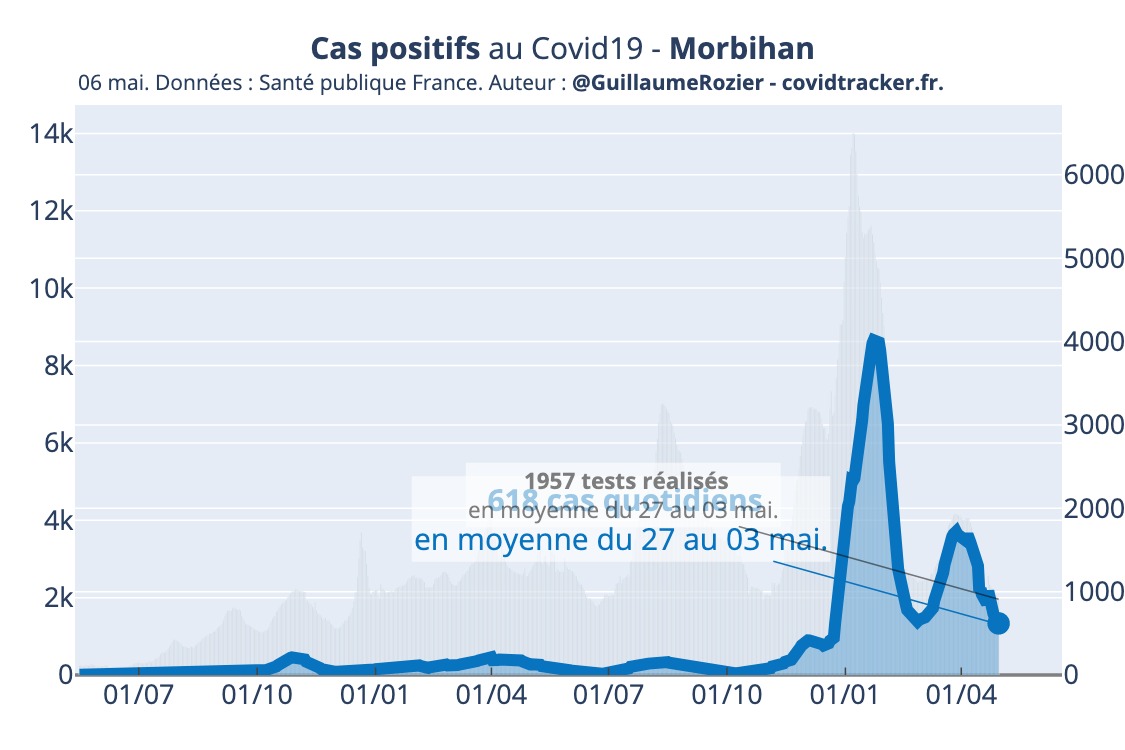 Cas positifs au Covid19 - Morbihan
06 mai. Données : Santé publique France. Auteur : @GuillaumeRozier - covidtracker.fr.
14k
12k
10k
8k
6k
4k
2k
0
6000
5000
4000
3000
2000
1000
0
1957 tests réalisés
618 cas quotidiens
en moyenne du 27 au 03 mai.
en moyenne du 27 au 03 mai.
01/07 01/10 01/01 01/04 01/07 01/10 01/01 01/04